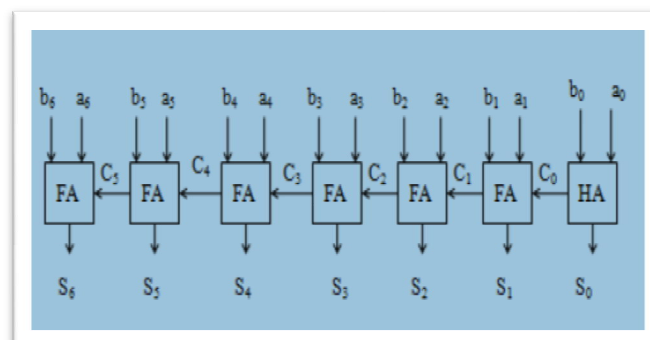 b₆ a₆ b₅ a₅ b₄ a₄ b₃ a₃ b₂ a₂ b₁ a₁ b₀ a₀
C₅ C₄ C₃ C₂ C₁ C₀
FA FA FA FA FA FA HA
S₆ S₅ S₄ S₃ S₂ S₁ S₀